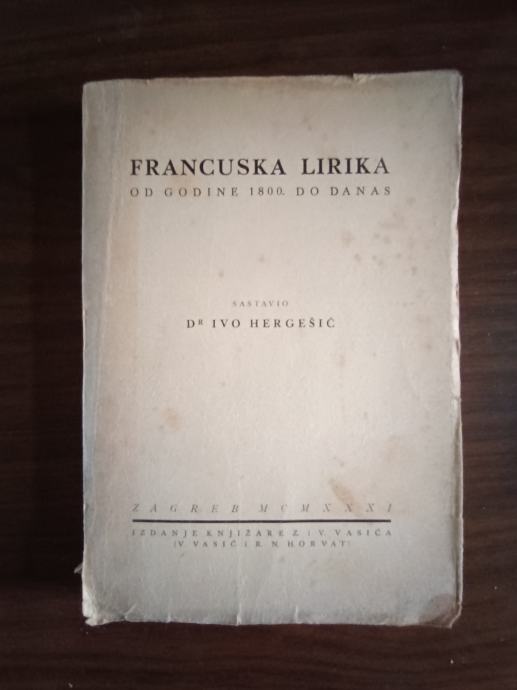 FRANCUSKA LIRIKA
OD GODINE 1800. DO DANAS
SASTAVIO
DR IVO HERGEŠIĆ
ZAGREB MCMXXXI
IZDANJE KNJIŽARE Z. I V. VASIĆA
(V. VASIĆ I R. N. HORVAT)